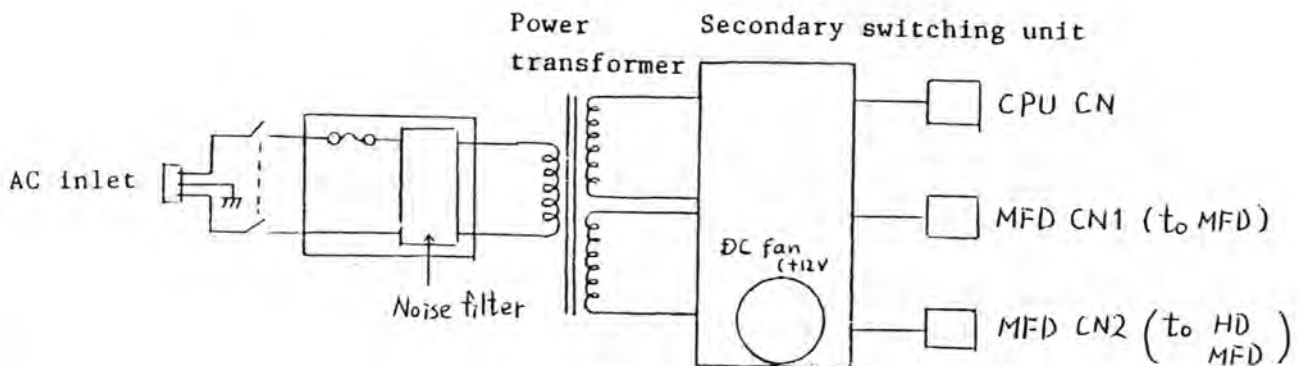 Power
transformer
Secondary switching unit
AC inlet
Noise filter
DC fan
(+12V
CPU CN
MFD CN1 (to MFD)
MFD CN2 (to HD
MFD)